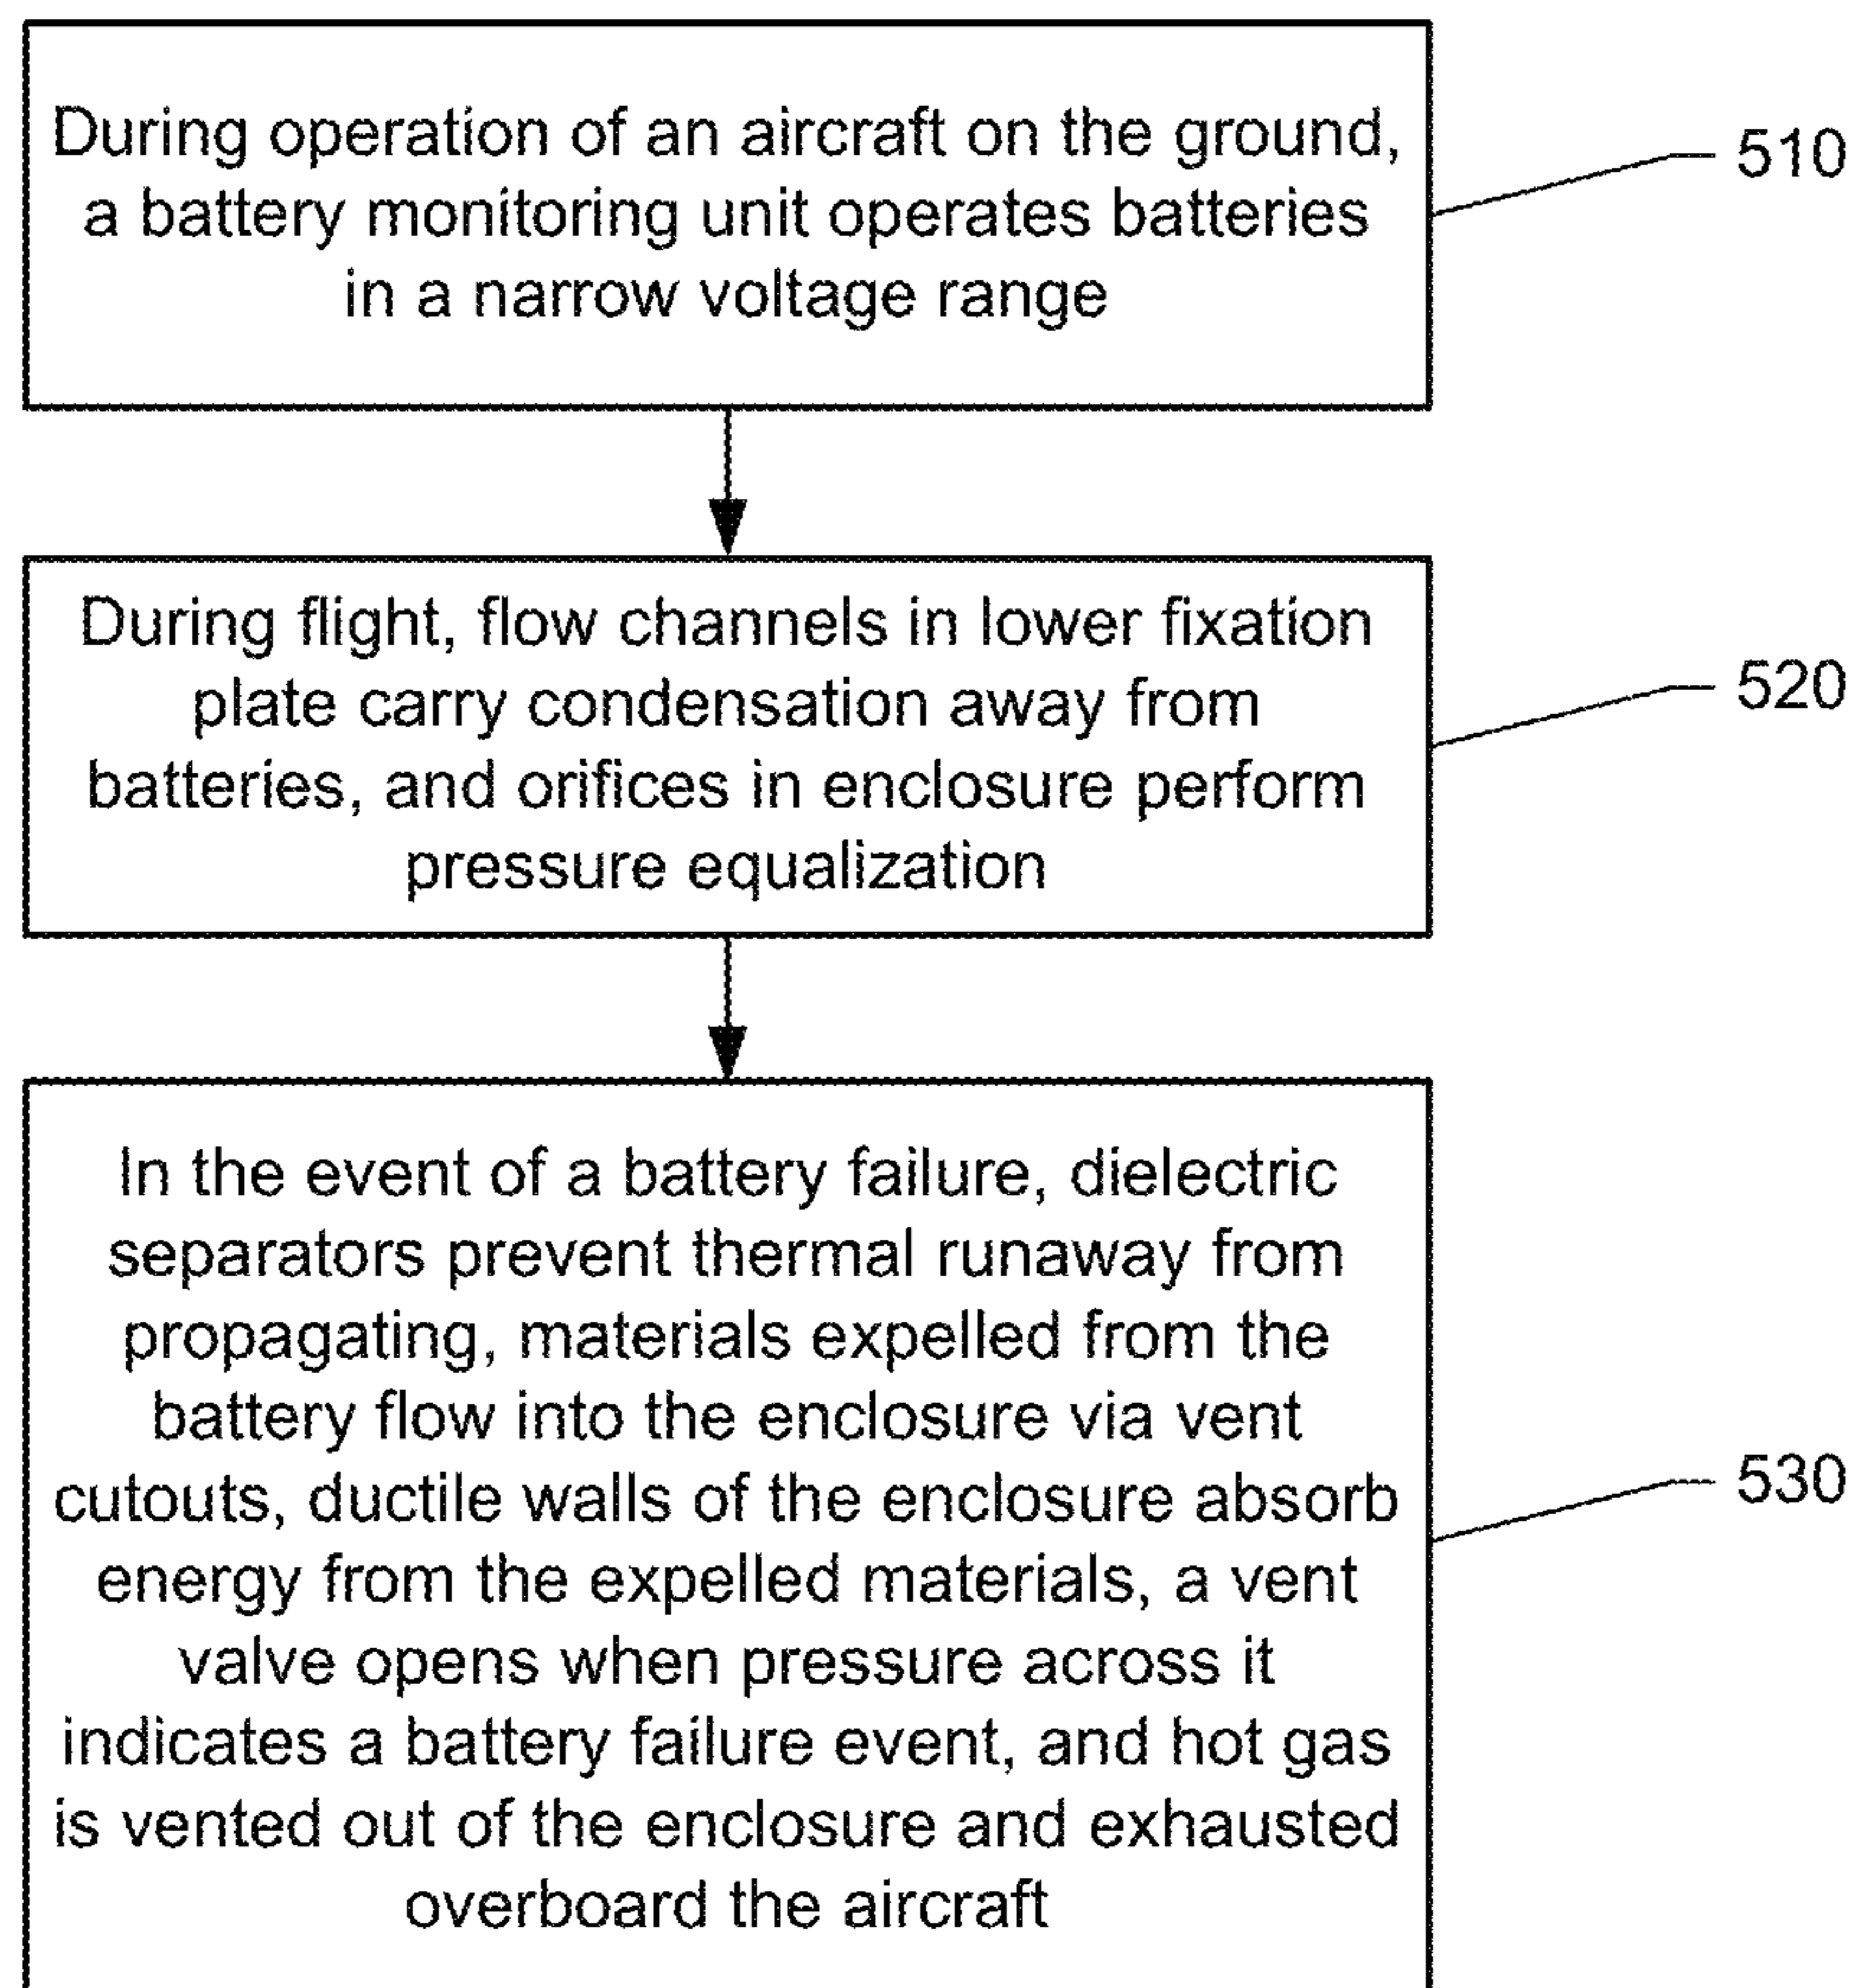 During operation of an aircraft on the ground,
a battery monitoring unit operates batteries
in a narrow voltage range
510
During flight, flow channels in lower fixation
plate carry condensation away from
batteries, and orifices in enclosure perform
pressure equalization
520
In the event of a battery failure, dielectric
separators prevent thermal runaway from
propagating, materials expelled from the
battery flow into the enclosure via vent
cutouts, ductile walls of the enclosure absorb
energy from the expelled materials, a vent
valve opens when pressure across it
indicates a battery failure event, and hot gas
is vented out of the enclosure and exhausted
overboard the aircraft
530